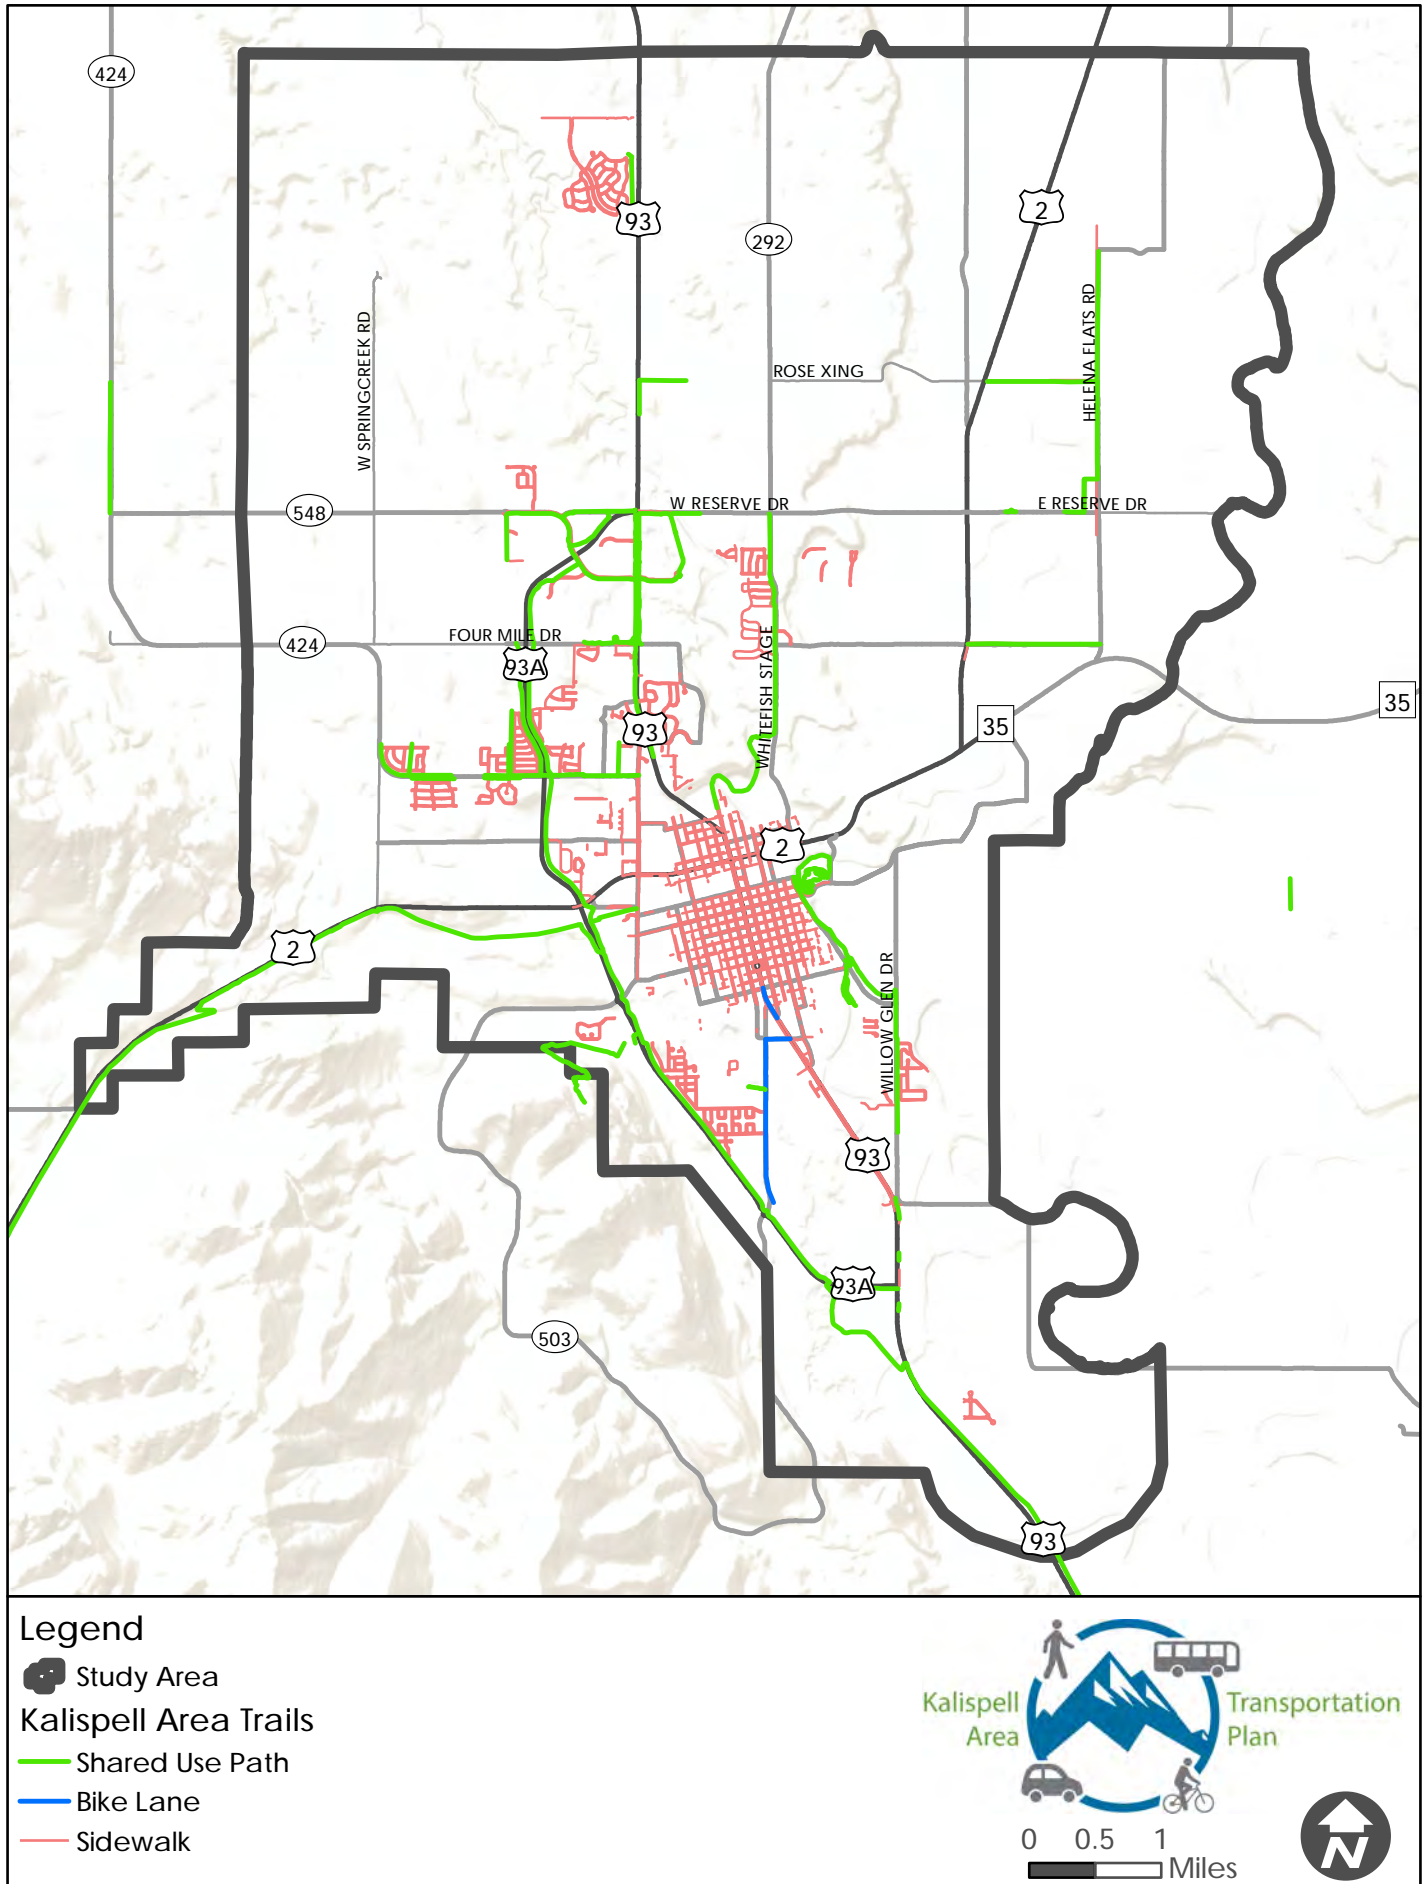 424
93
2
292
HELENA FLATS RD
W SPRINGCREEK RD
ROSE XING
548
W RESERVE DR
E RESERVE DR
424
FOUR MILE DR
93A
WHITEFISH STAGE
93
35
35
2
2
WILLOW GLEN DR
93
93A
503
93
Legend
Study Area
Kalispell Area Trails
Shared Use Path
Bike Lane
Sidewalk
Kalispell
Area
Transportation
Plan
0 0.5 1
Miles
N